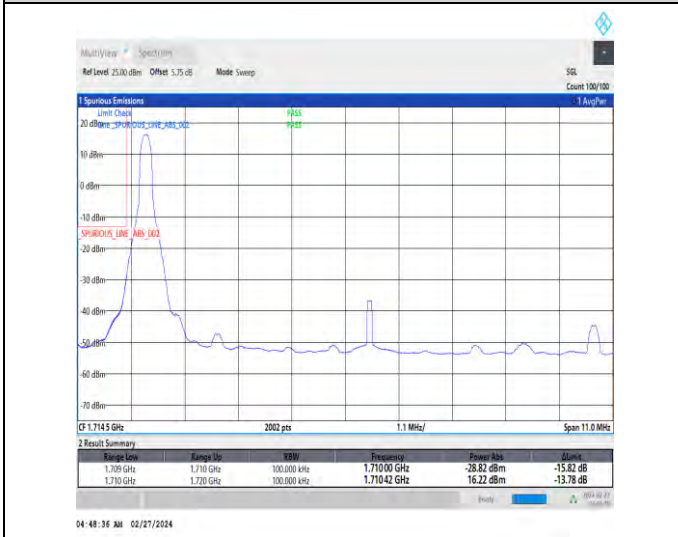 MultiView Spectrum
Ref Level 25.00 dBm Offset 5.75 dB Mode Sweep SGL
Count 100/100
1 Spurious Emissions 1 AvgPwr
Limit Check PASS
20 dBm Line _SPURIOUS_LINE_ABS_002 PASS
10 dBm
0 dBm
-10 dBm
_SPURIOUS_LINE_ABS_002
-20 dBm
-30 dBm
-40 dBm
-50 dBm
-60 dBm
-70 dBm
CF 1.7145 GHz 2002 pts 1.1 MHz/ Span 11.0 MHz
2 Result Summary
Range Low Range Up RBW Frequency Power Abs ΔLimit
1.709 GHz 1.710 GHz 100.000 kHz 1.71000 GHz -28.82 dBm -15.82 dB
1.710 GHz 1.720 GHz 100.000 kHz 1.71042 GHz 16.22 dBm -13.78 dB
Ready
04:48:36 AM 02/27/2024